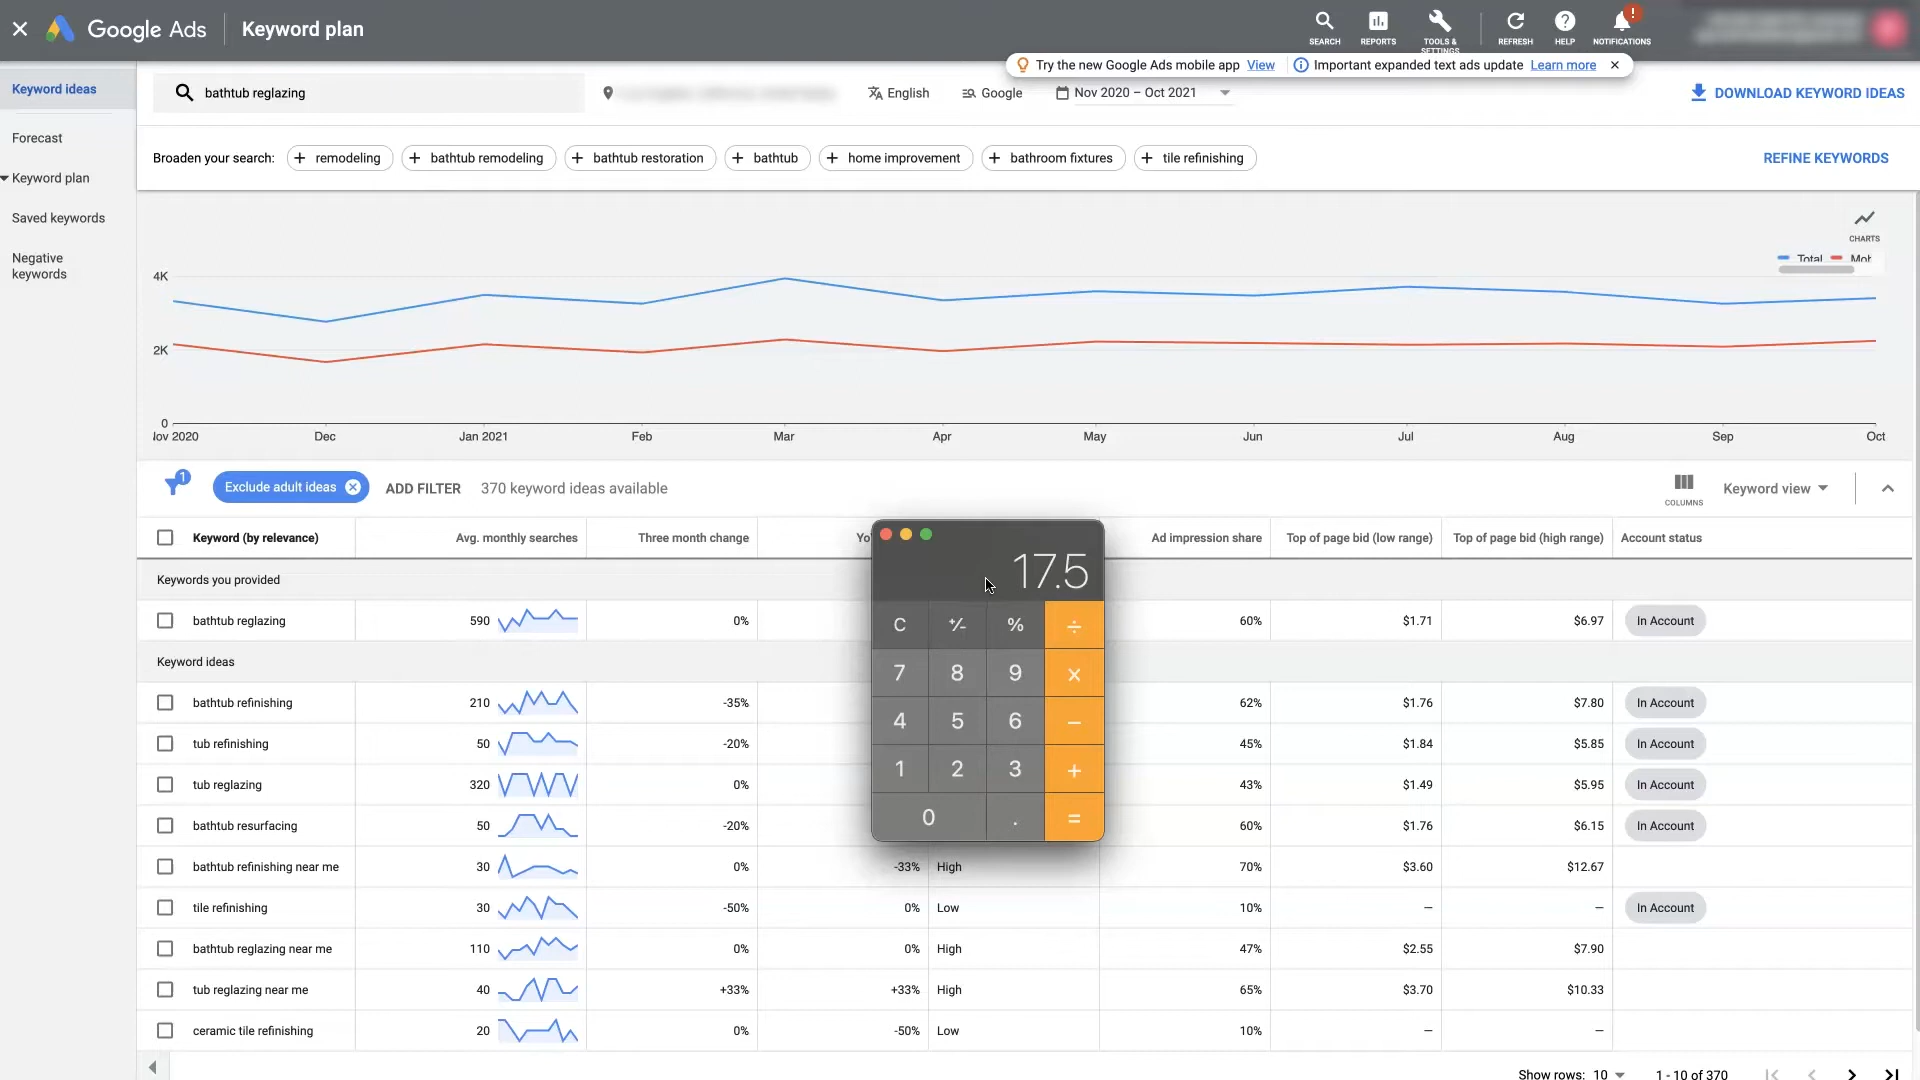 Google Ads
Keyword plan
SEARCH
REPORTS
TOOLS &
SETTINGS
REFRESH
HELP
!
NOTIFICATIONS
Try the new Google Ads mobile app View
Important expanded text ads update Learn more
Keyword ideas
Forecast
Keyword plan
Saved keywords
Negative
keywords
bathtub reglazing
English
Google
Nov 2020 – Oct 2021
DOWNLOAD KEYWORD IDEAS
Broaden your search:
+ remodeling
+ bathtub remodeling
+ bathtub restoration
+ bathtub
+ home improvement
+ bathroom fixtures
+ tile refinishing
REFINE KEYWORDS
CHARTS
Total
4K
2K
0
Dec
Jan 2021
Feb
Mar
Apr
May
Jun
Jul
Aug
Sep
Oct
1
Exclude adult ideas
ADD FILTER
370 keyword ideas available
COLUMNS
Keyword view
Keyword (by relevance) Avg. monthly searches Three month change Ad impression share Top of page bid (low range) Top of page bid (high range) Account status
Keywords you provided
bathtub reglazing 590 0% 60% $1.71 $6.97 In Account
Keyword ideas
bathtub refinishing 210 -35% 62% $1.76 $7.80 In Account
tub refinishing 50 -20% 45% $1.84 $5.85 In Account
tub reglazing 320 0% 43% $1.49 $5.95 In Account
bathtub resurfacing 50 -20% 60% $1.76 $6.15 In Account
bathtub refinishing near me 30 0% -33% High 70% $3.60 $12.67
tile refinishing 30 -50% 0% Low 10% – – In Account
bathtub reglazing near me 110 0% 0% High 47% $2.55 $7.90
tub reglazing near me 40 +33% +33% High 65% $3.70 $10.33
ceramic tile refinishing 20 0% -50% Low 10% – –
17.5
C +/- % ÷
7 8 9 ×
4 5 6 −
1 2 3 +
0 . =
Show rows: 10
1 - 10 of 370